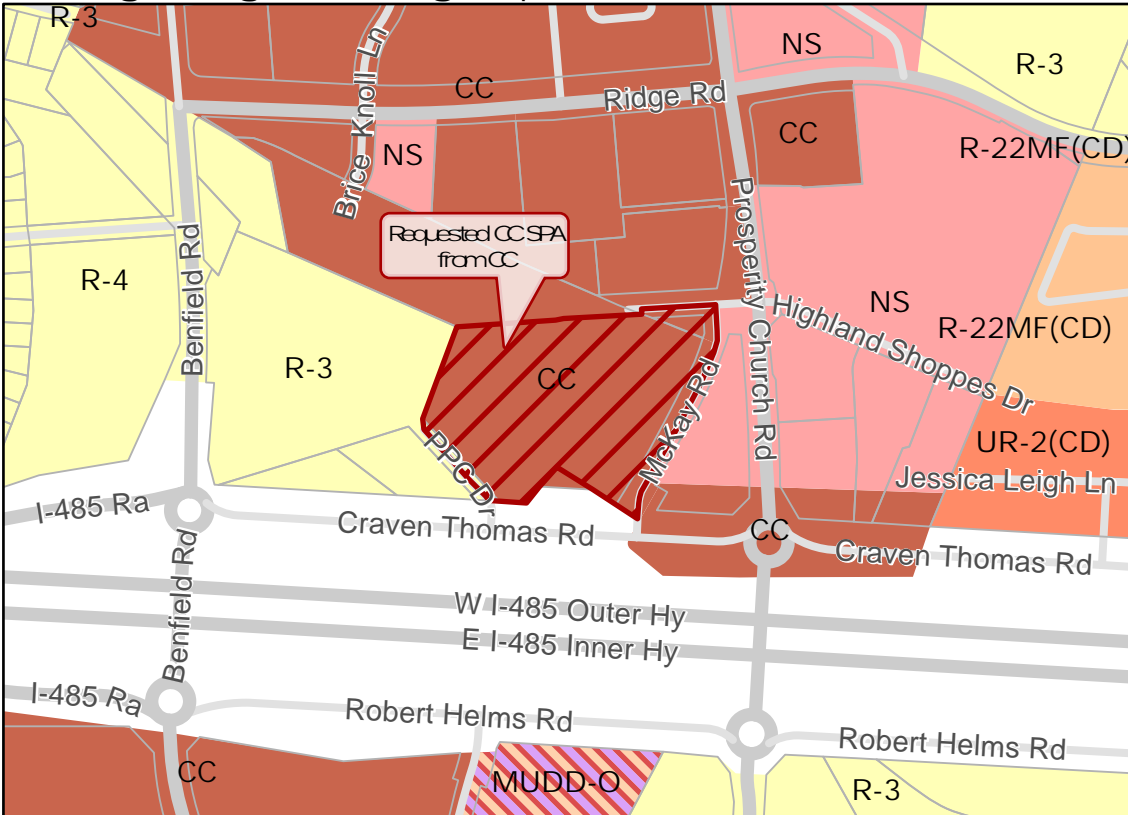 R-3
NS
R-3
CC
Ridge Rd
Brice Knoll Ln
CC
NS
R-22MF(CD)
Prosperity Church Rd
Requested CC SPA
from CC
Benfield Rd
R-4
NS
Highland Shoppes Dr
R-22MF(CD)
R-3
CC
McKay Rd
PPC Dr
UR-2(CD)
Jessica Leigh Ln
I-485 Ra
Craven Thomas Rd
CC
Craven Thomas Rd
Benfield Rd
W I-485 Outer Hy
E I-485 Inner Hy
I-485 Ra
Robert Helms Rd
Robert Helms Rd
CC
MUDD-O
R-3